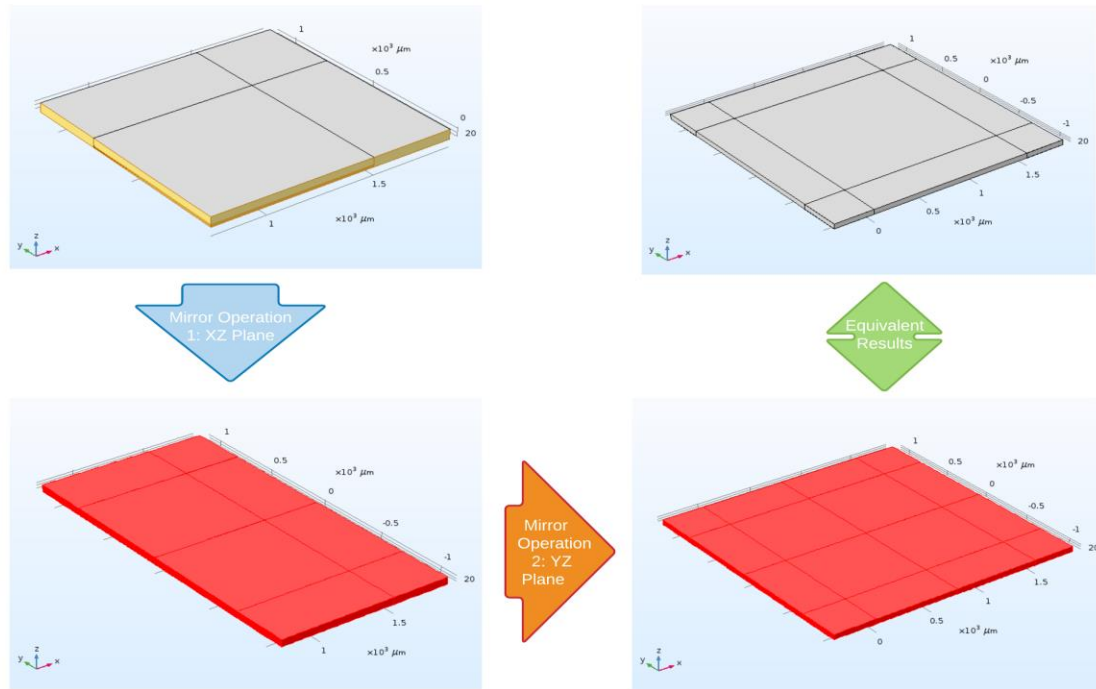 1
×10³ μm
0.5
0
20
1.5
×10³ μm
1
z
y
x
1
×10³ μm
0.5
0
-0.5
-1
20
1.5
1
0.5
×10³ μm
0
z
y
x
Mirror Operation
1: XZ Plane
Equivalent
Results
1
×10³ μm
0.5
0
-0.5
-1
20
1.5
1
×10³ μm
z
y
x
Mirror
Operation
2: YZ
Plane
1
×10³ μm
0.5
0
-0.5
-1
20
1.5
1
0.5
×10³ μm
0
z
y
x